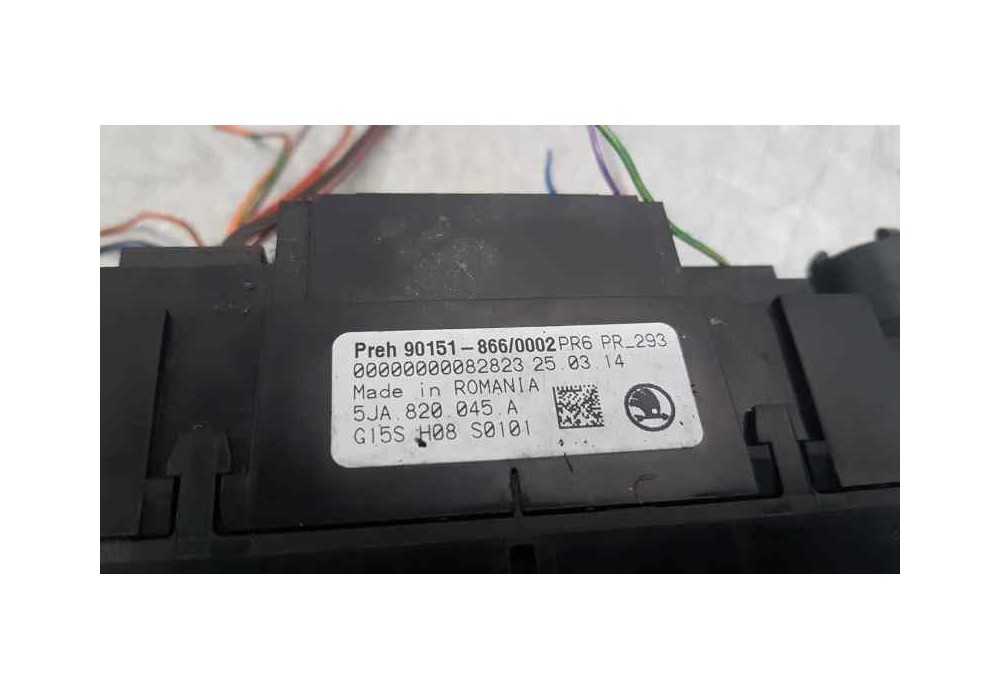 Preh 90151-866/0002 PR6 PR_293
00000000082823 25.03.14
Made in ROMANIA
5JA.820.045.A
G15S H08 S0101